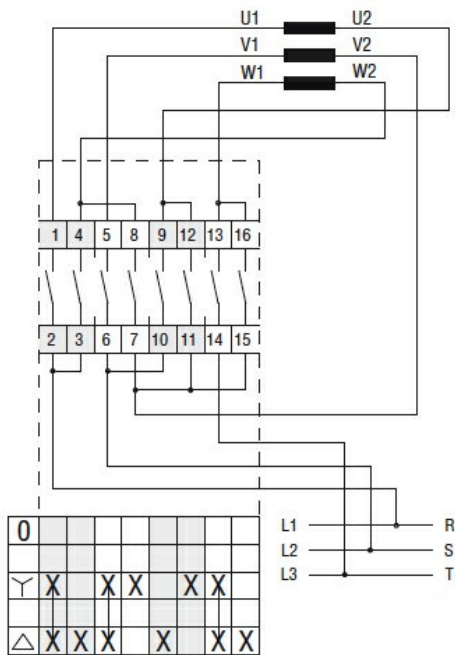 U1 U2
V1 V2
W1 W2
1 4 5 8 9 12 13 16
2 3 6 7 10 11 14 15
L1 R
L2 S
L3 T
0
Y X X X X X
△ X X X X X X